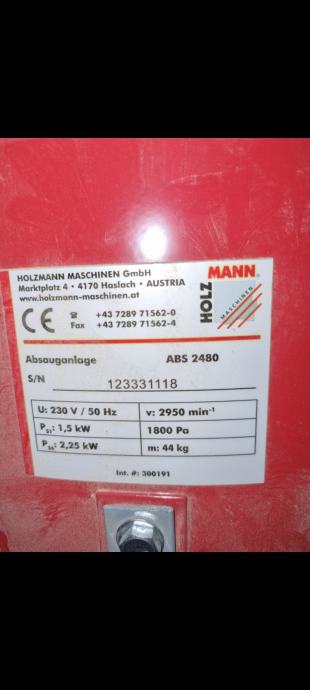 HOLZMANN MASCHINEN GmbH
Marktplatz 4 • 4170 Haslach • AUSTRIA
www.holzmann-maschinen.at
HOLZ
MANN®
MASCHINEN
CE
☎ +43 7289 71562-0
Fax +43 7289 71562-4
Absauganlage ABS 2480
S/N 123331118
U: 230 V / 50 Hz v: 2950 min⁻¹
P S1: 1,5 kW 1800 Pa
P S6: 2,25 kW m: 44 kg
Int. #: 300191